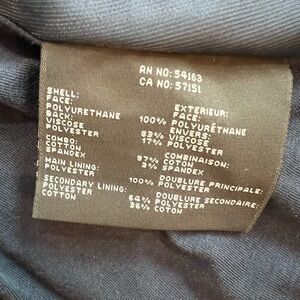 RN NO: 54163
CA NO: 57151
SHELL:
FACE:
POLYURETHANE
BACK:
VISCOSE
POLYESTER
COMBO:
COTTON
SPANDEX
MAIN LINING:
POLYESTER
SECONDARY LINING:
POLYESTER
COTTON
100%
83%
17%
97%
3%
100%
64%
36%
EXTERIEUR:
FACE:
POLYURÉTHANE
ENVERS:
VISCOSE
POLYESTER
COMBINAISON:
COTON
SPANDEX
DOUBLURE PRINCIPALE:
POLYESTER
DOUBLURE SECONDAIRE:
POLYESTER
COTON